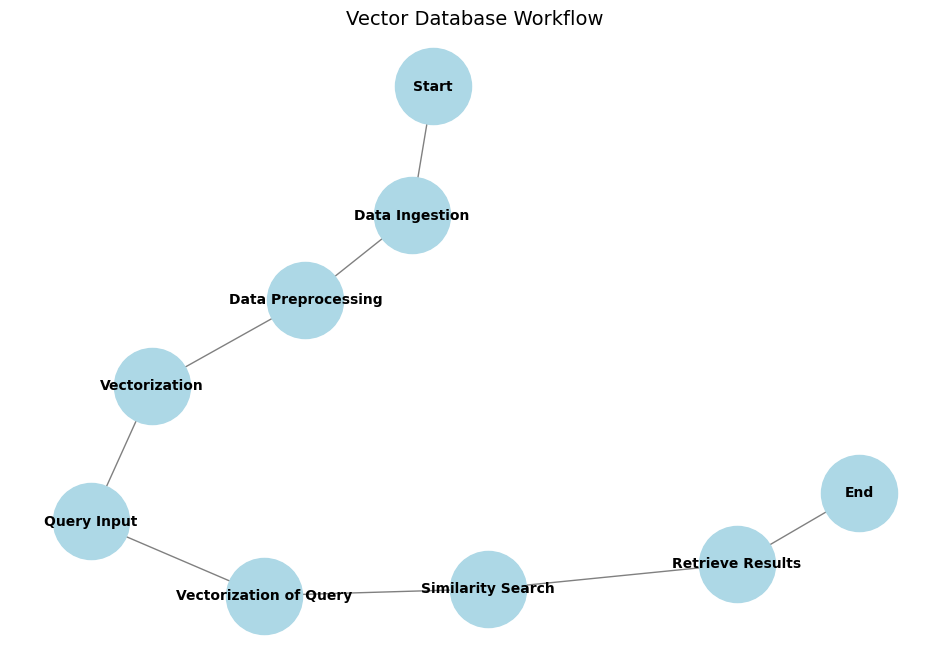 Vector Database Workflow
Start
Data Ingestion
Data Preprocessing
Vectorization
Query Input
Vectorization of Query
Similarity Search
Retrieve Results
End